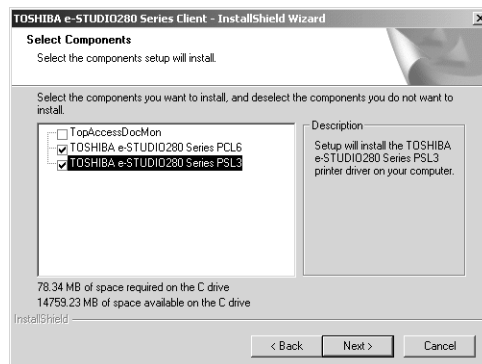 TOSHIBA e-STUDIO280 Series Client - InstallShield Wizard
Select Components
Select the components setup will install.
Select the components you want to install, and deselect the components you do not want to
install.
TopAccessDocMon
TOSHIBA e-STUDIO280 Series PCL6
TOSHIBA e-STUDIO280 Series PSL3
Description
Setup will install the TOSHIBA
e-STUDIO280 Series PSL3
printer driver on your computer.
78.34 MB of space required on the C drive
14759.23 MB of space available on the C drive
InstallShield
< Back
Next >
Cancel